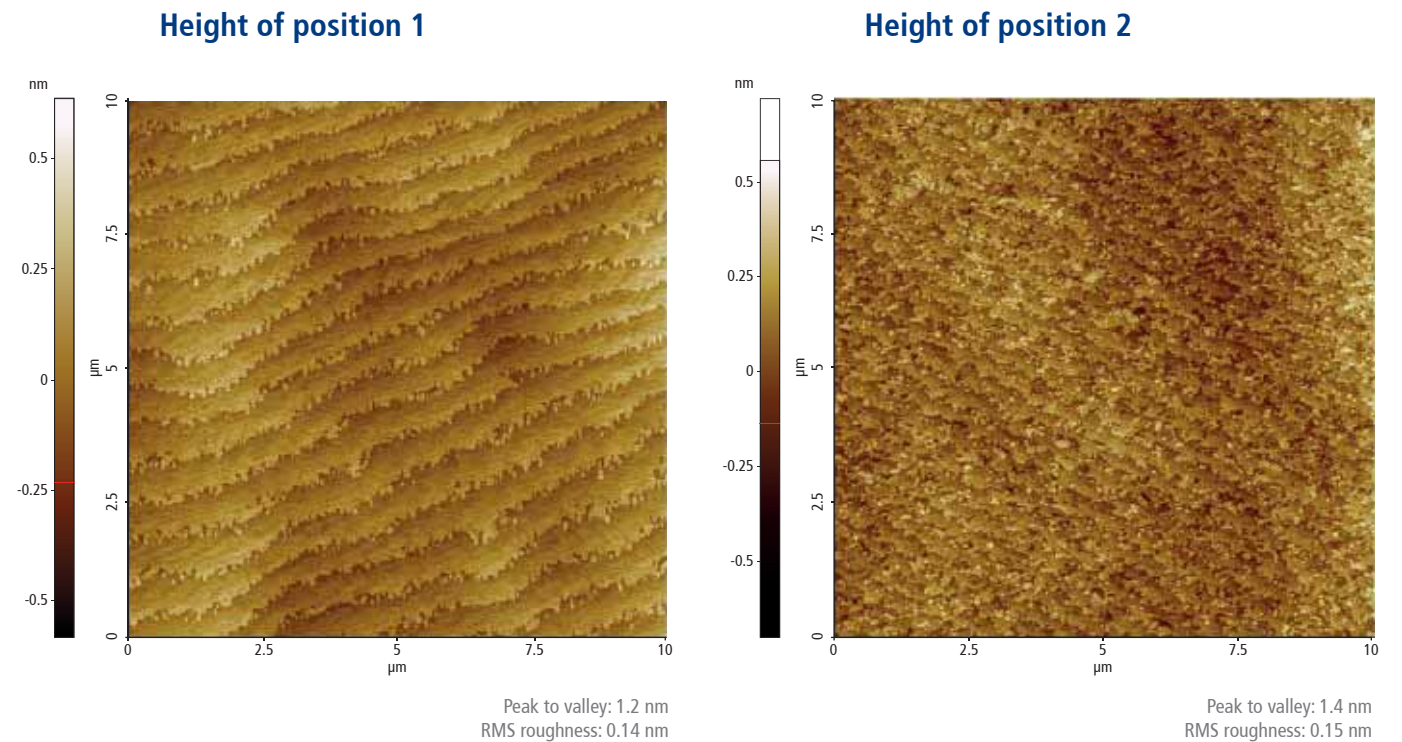 Height of position 1
nm
0.5
0.25
0
-0.25
-0.5
10
7.5
5
2.5
0
µm
0
2.5
5
7.5
10
µm
Peak to valley: 1.2 nm
RMS roughness: 0.14 nm
Height of position 2
nm
0.5
0.25
0
-0.25
-0.5
10
7.5
5
2.5
0
µm
0
2.5
5
7.5
10
µm
Peak to valley: 1.4 nm
RMS roughness: 0.15 nm